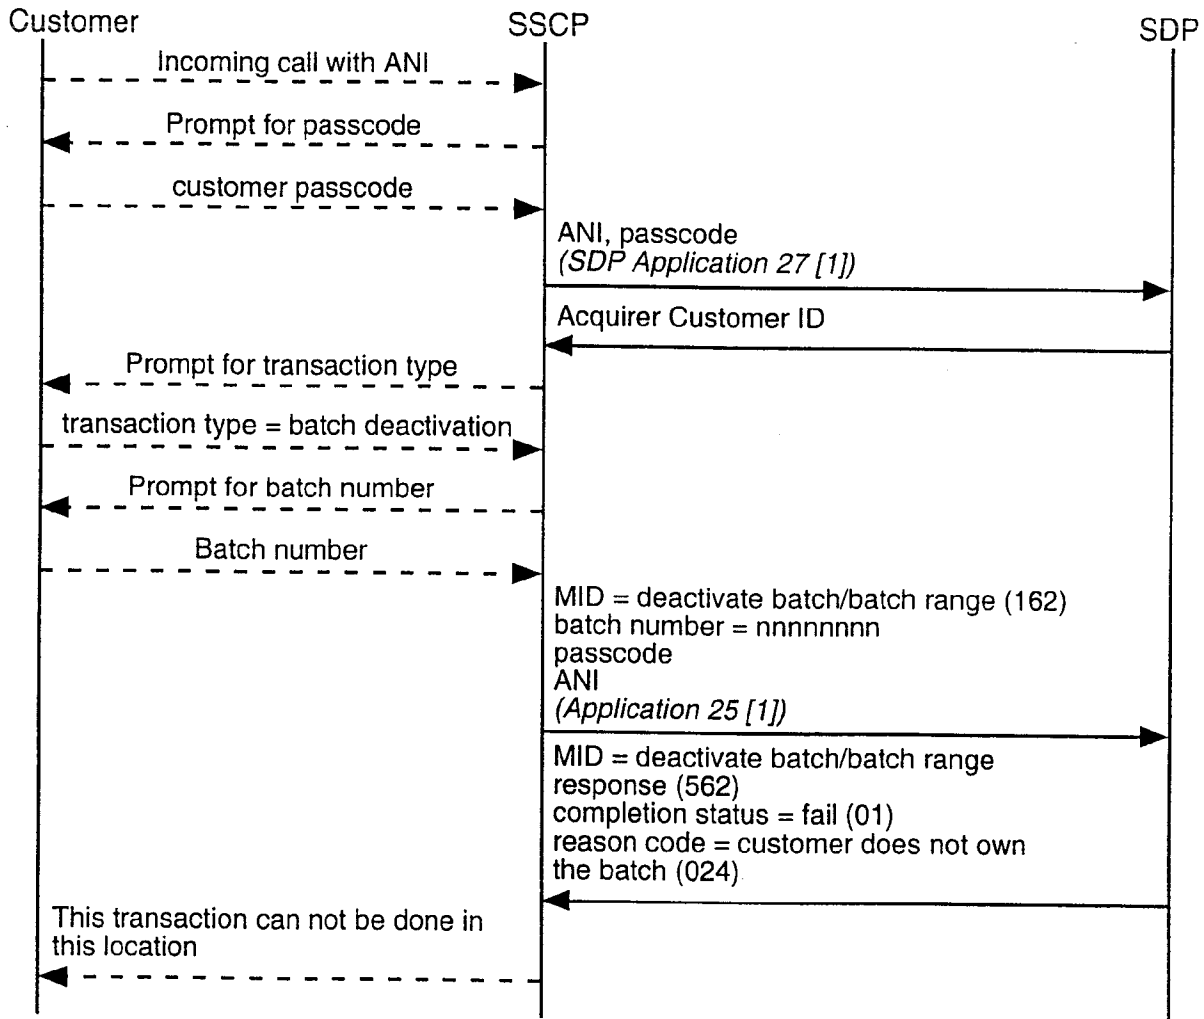 Customer
SSCP
SDP
Incoming call with ANI
Prompt for passcode
customer passcode
ANI, passcode
(SDP Application 27 [1])
Acquirer Customer ID
Prompt for transaction type
transaction type = batch deactivation
Prompt for batch number
Batch number
MID = deactivate batch/batch range (162)
batch number = nnnnnnnn
passcode
ANI
(Application 25 [1])
MID = deactivate batch/batch range
response (562)
completion status = fail (01)
reason code = customer does not own
the batch (024)
This transaction can not be done in
this location